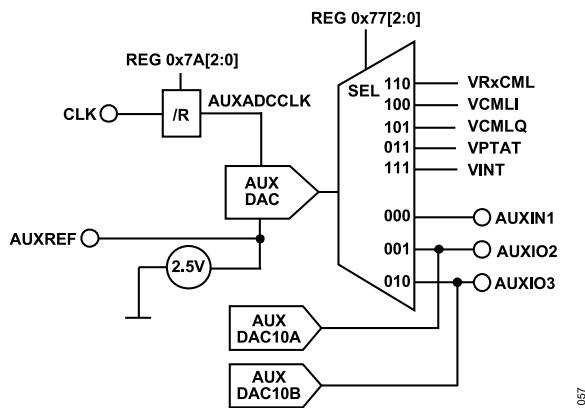 REG 0x77[2:0]
REG 0x7A[2:0]
CLK
/R
AUXADCCLK
SEL
110
VRxCML
100
VCMLI
101
VCMLQ
011
VPTAT
111
VINT
AUX
DAC
000
AUXIN1
AUXREF
001
AUXIO2
2.5V
010
AUXIO3
AUX
DAC10A
AUX
DAC10B
057